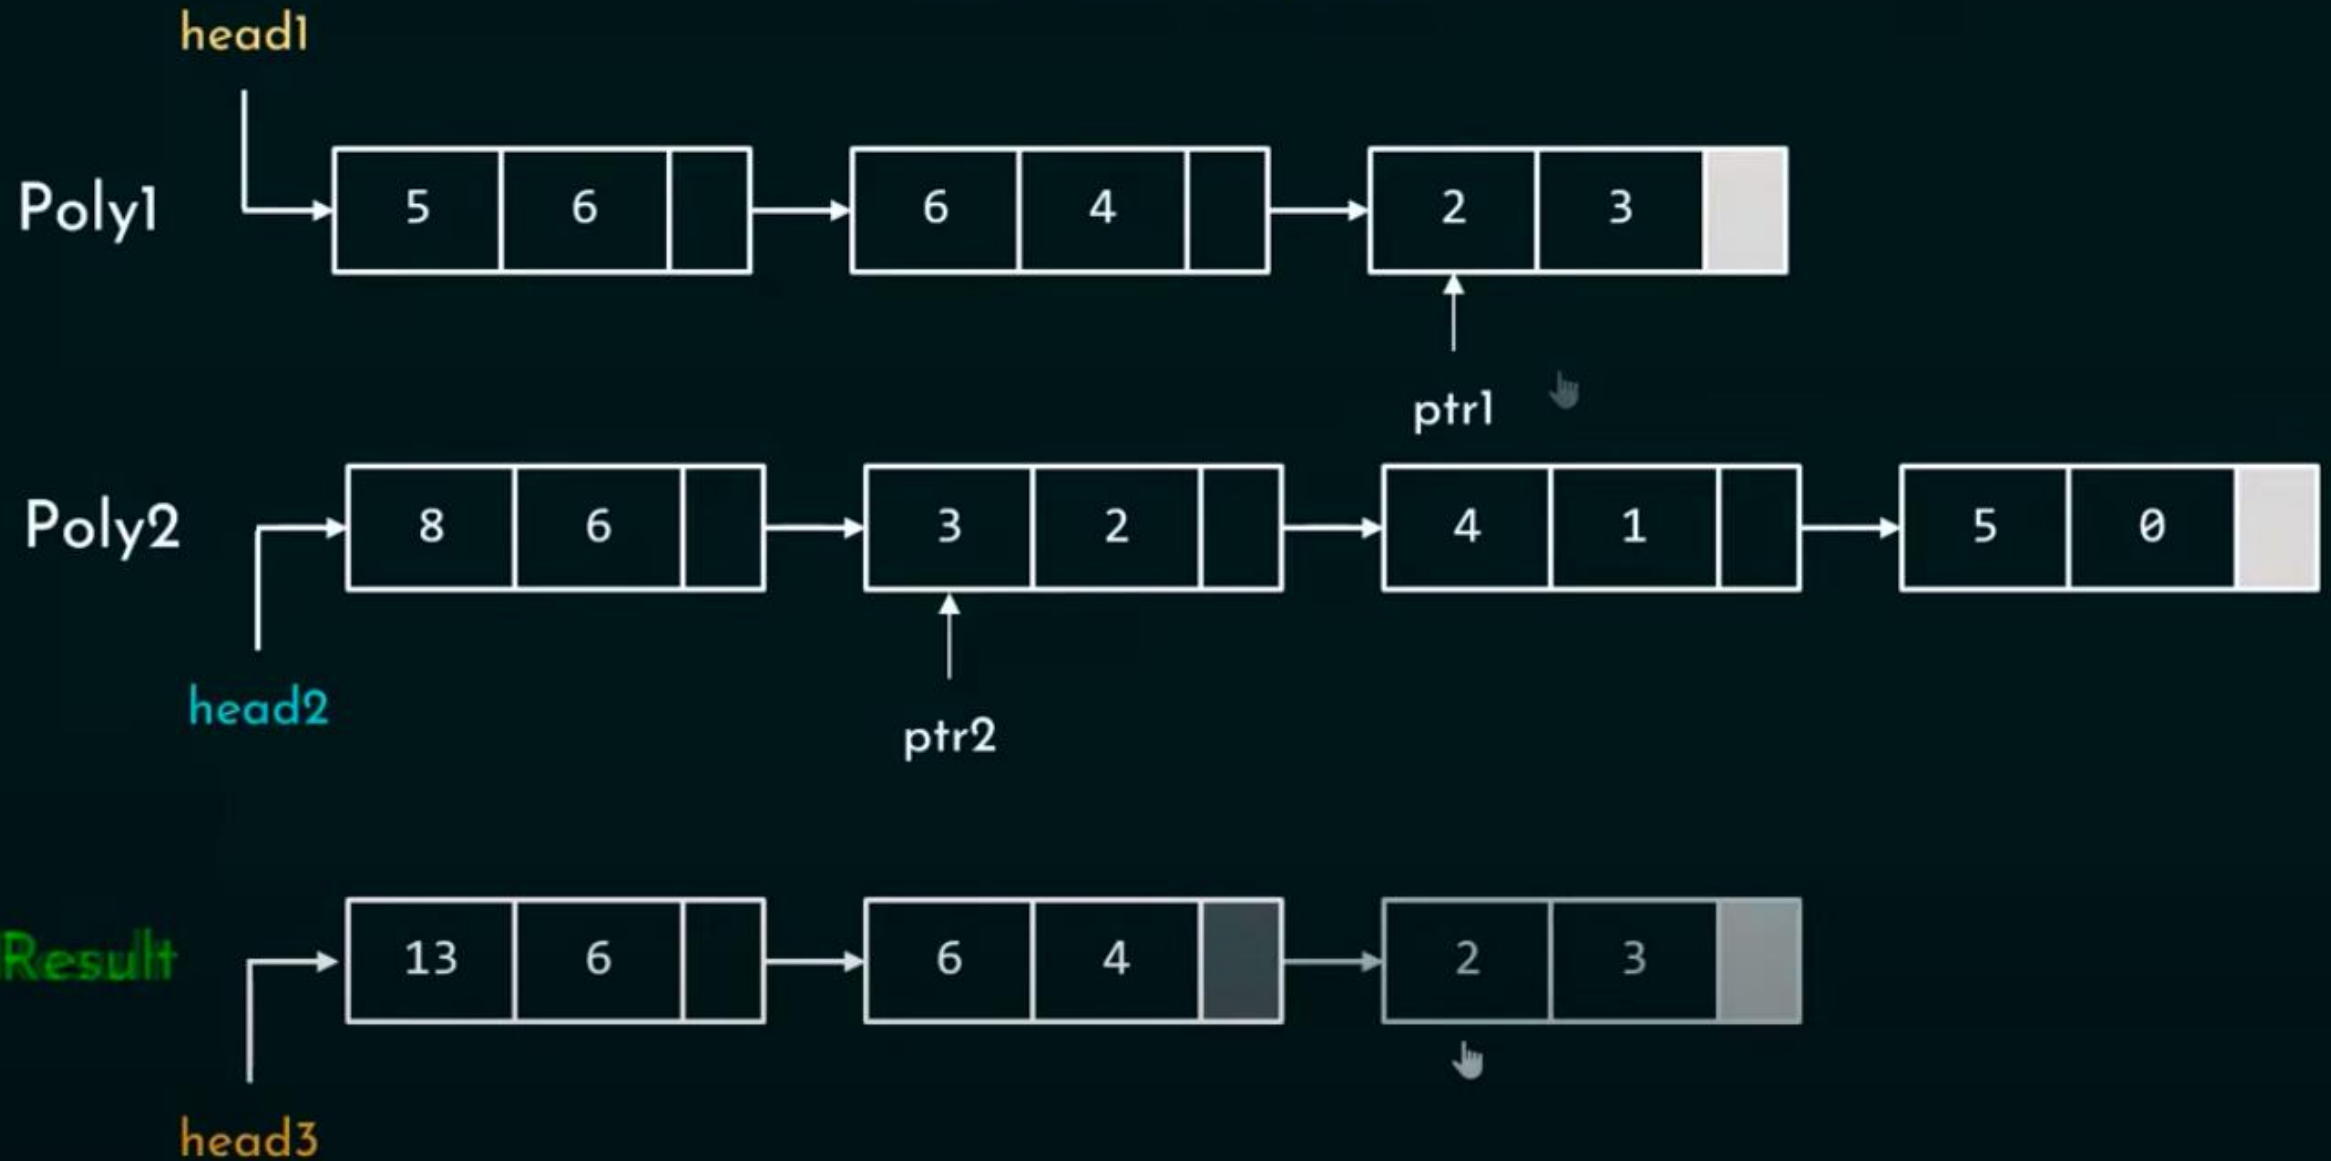 head1
Poly1 5 6 6 4 2 3
ptr1
Poly2 8 6 3 2 4 1 5 0
head2
ptr2
Result 13 6 6 4 2 3
head3